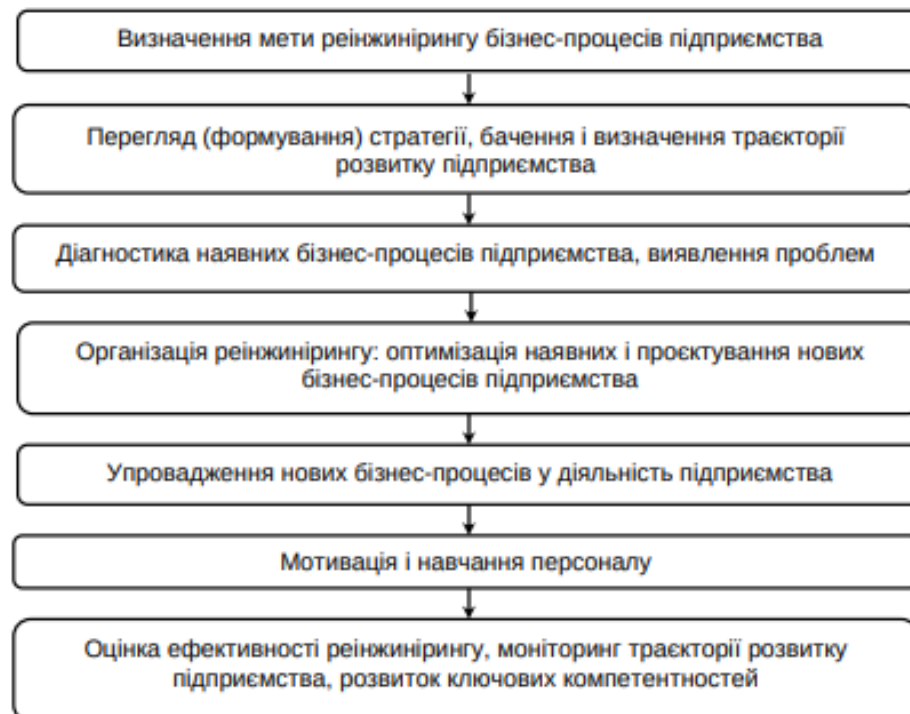 Визначення мети реінжинірингу бізнес-процесів підприємства
Перегляд (формування) стратегії, бачення і визначення траєкторії
розвитку підприємства
Діагностика наявних бізнес-процесів підприємства, виявлення проблем
Організація реінжинірингу: оптимізація наявних і проєктування нових
бізнес-процесів підприємства
Упровадження нових бізнес-процесів у діяльність підприємства
Мотивація і навчання персоналу
Оцінка ефективності реінжинірингу, моніторинг траєкторії розвитку
підприємства, розвиток ключових компетентностей